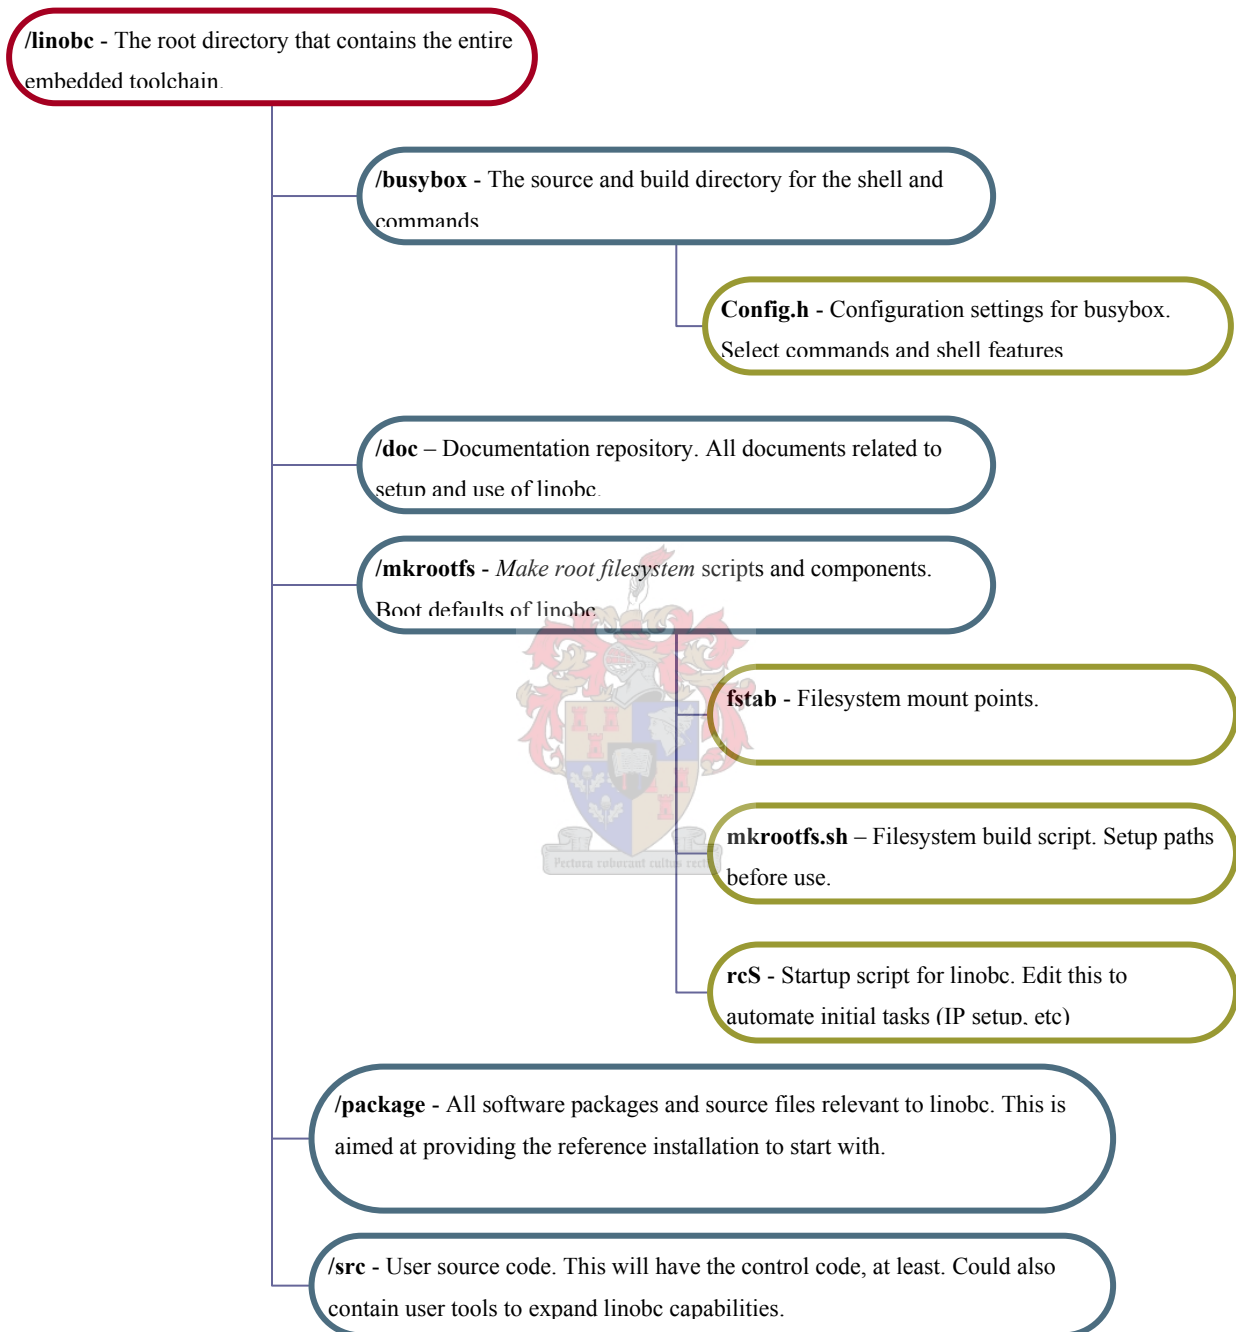 /linobc - The root directory that contains the entire
embedded toolchain.
/busybox - The source and build directory for the shell and
commands
Config.h - Configuration settings for busybox.
Select commands and shell features
/doc – Documentation repository. All documents related to
setup and use of linobc.
/mkrootfs - Make root filesystem scripts and components.
Boot defaults of linobc
fstab - Filesystem mount points.
mkrootfs.sh – Filesystem build script. Setup paths
before use.
Pectora roborant cultus recti
rcS - Startup script for linobc. Edit this to
automate initial tasks (IP setup, etc)
/package - All software packages and source files relevant to linobc. This is
aimed at providing the reference installation to start with.
/src - User source code. This will have the control code, at least. Could also
contain user tools to expand linobc capabilities.